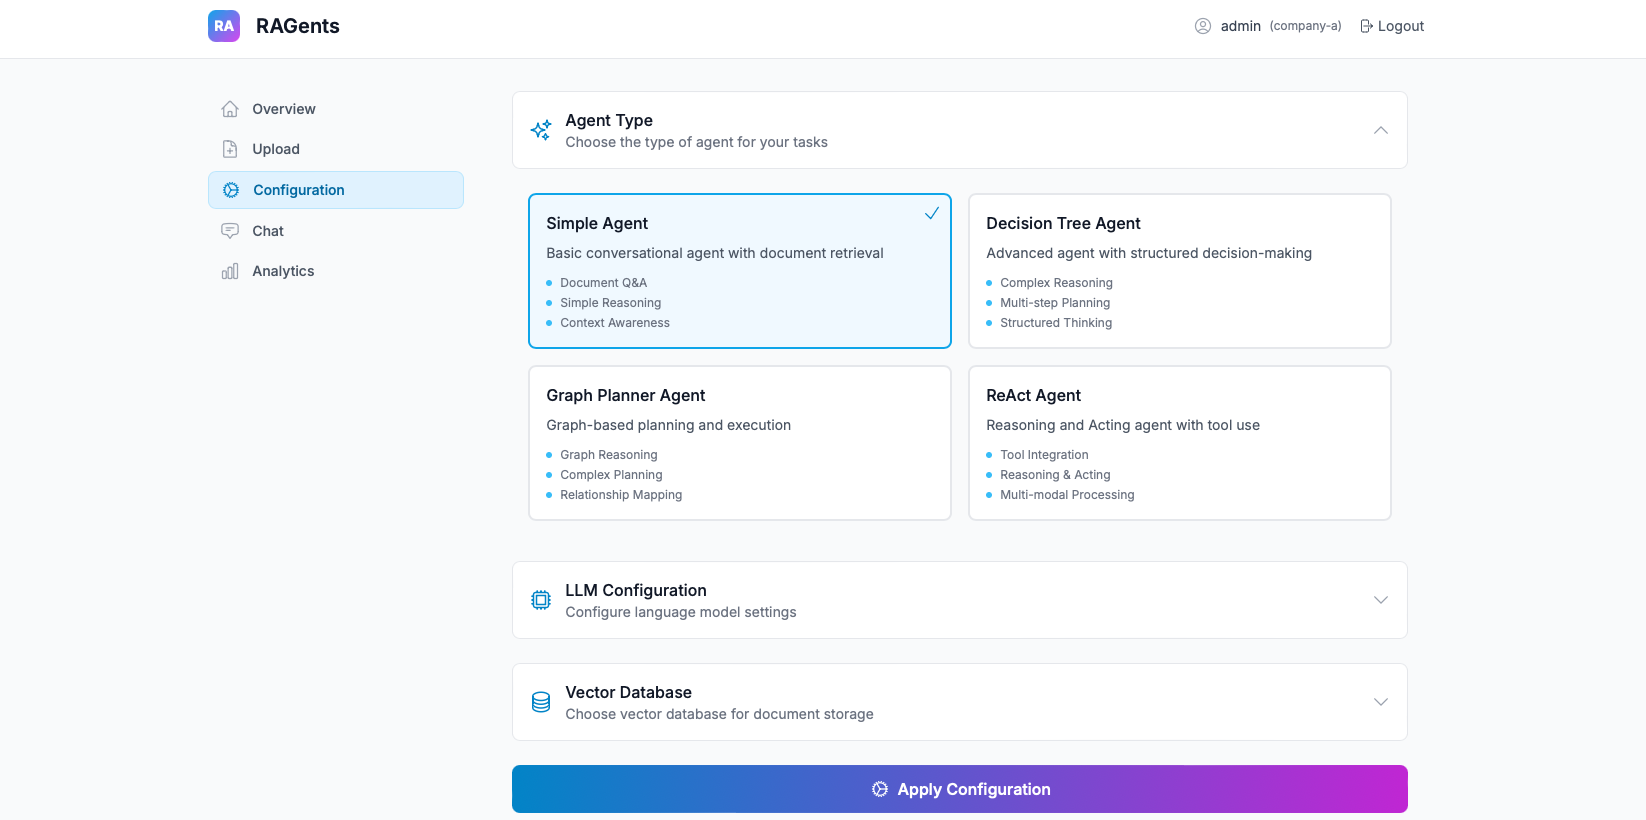 RA RAGents
admin (company-a) Logout
Overview
Upload
Configuration
Chat
Analytics
Agent Type
Choose the type of agent for your tasks
Simple Agent
Basic conversational agent with document retrieval
Document Q&A
Simple Reasoning
Context Awareness
Decision Tree Agent
Advanced agent with structured decision-making
Complex Reasoning
Multi-step Planning
Structured Thinking
Graph Planner Agent
Graph-based planning and execution
Graph Reasoning
Complex Planning
Relationship Mapping
ReAct Agent
Reasoning and Acting agent with tool use
Tool Integration
Reasoning & Acting
Multi-modal Processing
LLM Configuration
Configure language model settings
Vector Database
Choose vector database for document storage
Apply Configuration